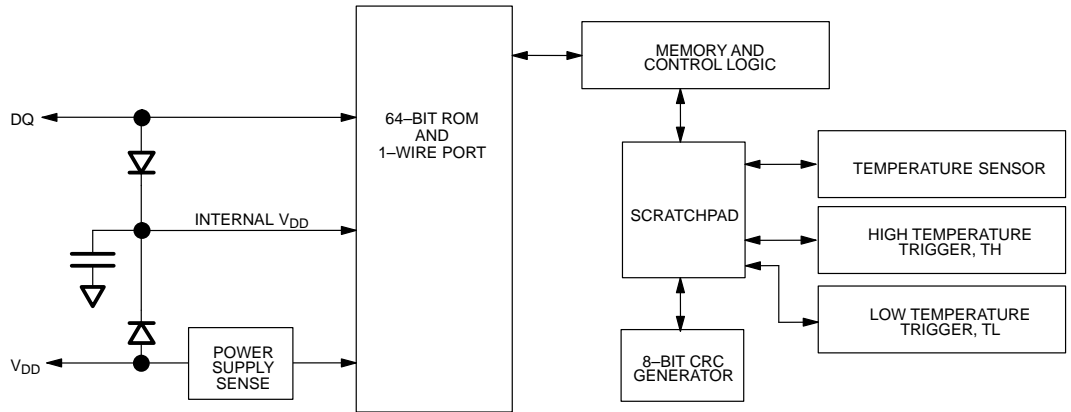 DQ
INTERNAL VDD
VDD
POWER
SUPPLY
SENSE
64–BIT ROM
AND
1–WIRE PORT
MEMORY AND
CONTROL LOGIC
SCRATCHPAD
8–BIT CRC
GENERATOR
TEMPERATURE SENSOR
HIGH TEMPERATURE
TRIGGER, TH
LOW TEMPERATURE
TRIGGER, TL